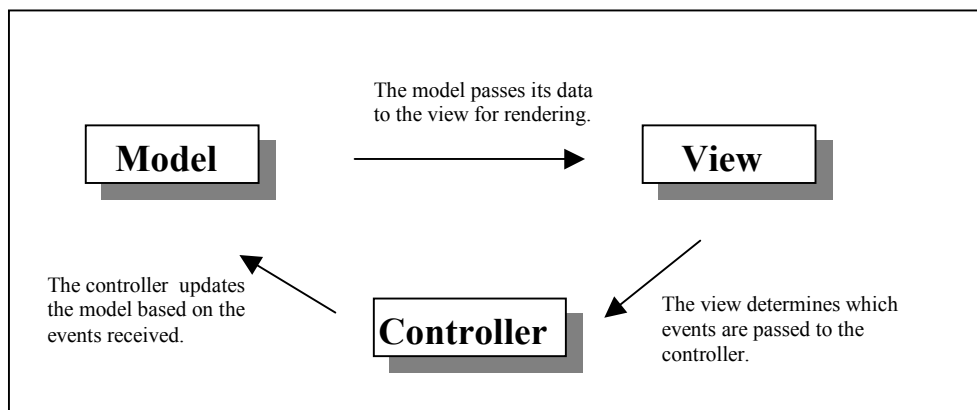 The model passes its data
to the view for rendering.
Model
View
The controller updates
the model based on the
events received.
Controller
The view determines which
events are passed to the
controller.